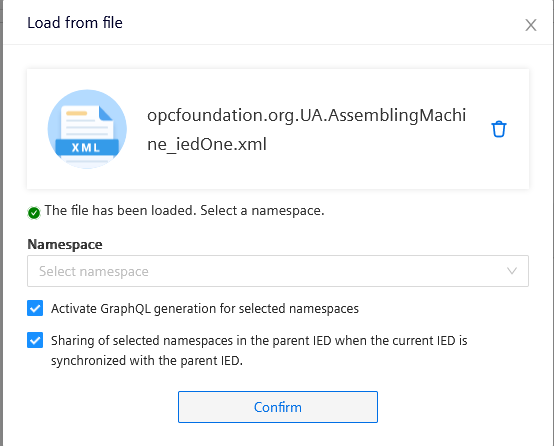 Load from file
XML
opcfoundation.org.UA.AssemblingMachi
ne_iedOne.xml
The file has been loaded. Select a namespace.
Namespace
Select namespace
Activate GraphQL generation for selected namespaces
Sharing of selected namespaces in the parent IED when the current IED is
synchronized with the parent IED.
Confirm